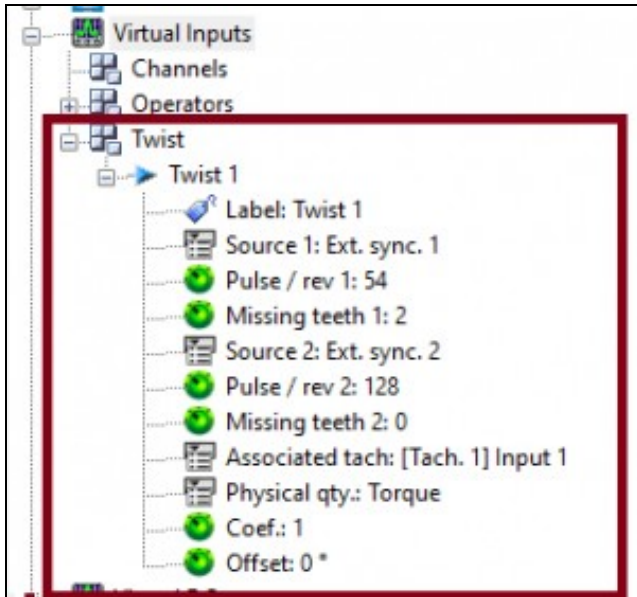 Virtual Inputs
Channels
Operators
Twist
Twist 1
Label: Twist 1
Source 1: Ext. sync. 1
Pulse / rev 1: 54
Missing teeth 1: 2
Source 2: Ext. sync. 2
Pulse / rev 2: 128
Missing teeth 2: 0
Associated tach: [Tach. 1] Input 1
Physical qty.: Torque
Coef.: 1
Offset: 0 *